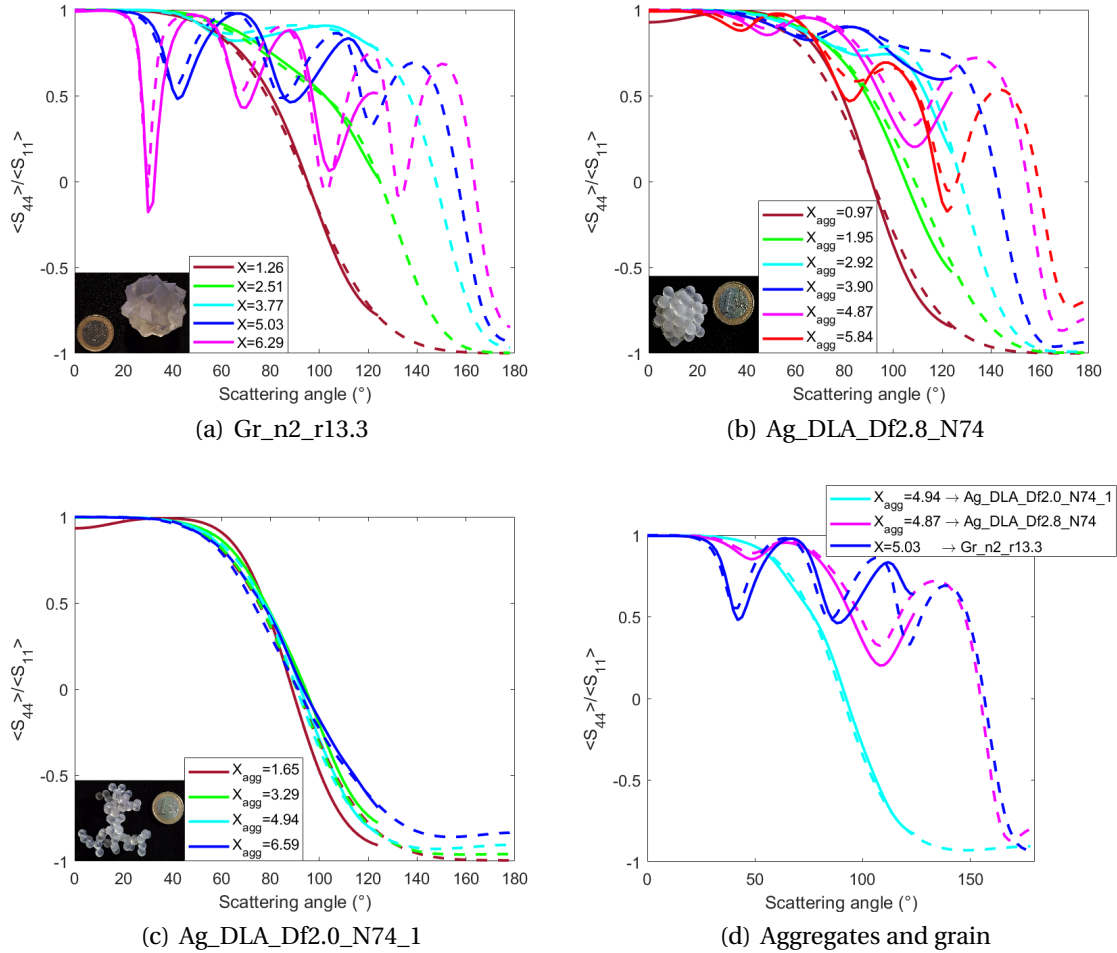 <S44>/<S11>
1
0.5
0
-0.5
-1
X=1.26
X=2.51
X=3.77
X=5.03
X=6.29
0 20 40 60 80 100 120 140 160 180
Scattering angle (°)
(a) Gr_n2_r13.3
<S44>/<S11>
1
0.5
0
-0.5
-1
Xagg=0.97
Xagg=1.95
Xagg=2.92
Xagg=3.90
Xagg=4.87
Xagg=5.84
0 20 40 60 80 100 120 140 160 180
Scattering angle (°)
(b) Ag_DLA_Df2.8_N74
<S44>/<S11>
1
0.5
0
-0.5
-1
Xagg=1.65
Xagg=3.29
Xagg=4.94
Xagg=6.59
0 20 40 60 80 100 120 140 160 180
Scattering angle (°)
(c) Ag_DLA_Df2.0_N74_1
Xagg=4.94 → Ag_DLA_Df2.0_N74_1
Xagg=4.87 → Ag_DLA_Df2.8_N74
X=5.03 → Gr_n2_r13.3
<S44>/<S11>
1
0.5
0
-0.5
-1
0 50 100 150
Scattering angle (°)
(d) Aggregates and grain